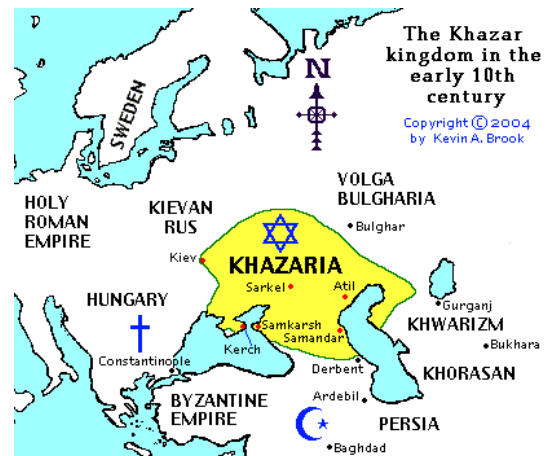 The Khazar
kingdom in the
early 10th
century
Copyright © 2004
by Kevin A. Brook
N
SWEDEN
HOLY
ROMAN
EMPIRE
KIEVAN
RUS
VOLGA
BULGHARIA
Bulghar
Kiev
KHAZARIA
Sarkel
Atil
HUNGARY
Gurganj
KHWARIZM
Samkarsh
Samandar
Kerch
Bukhara
Constantinople
Derbent
KHORASAN
BYZANTINE
EMPIRE
Ardebil
PERSIA
Baghdad